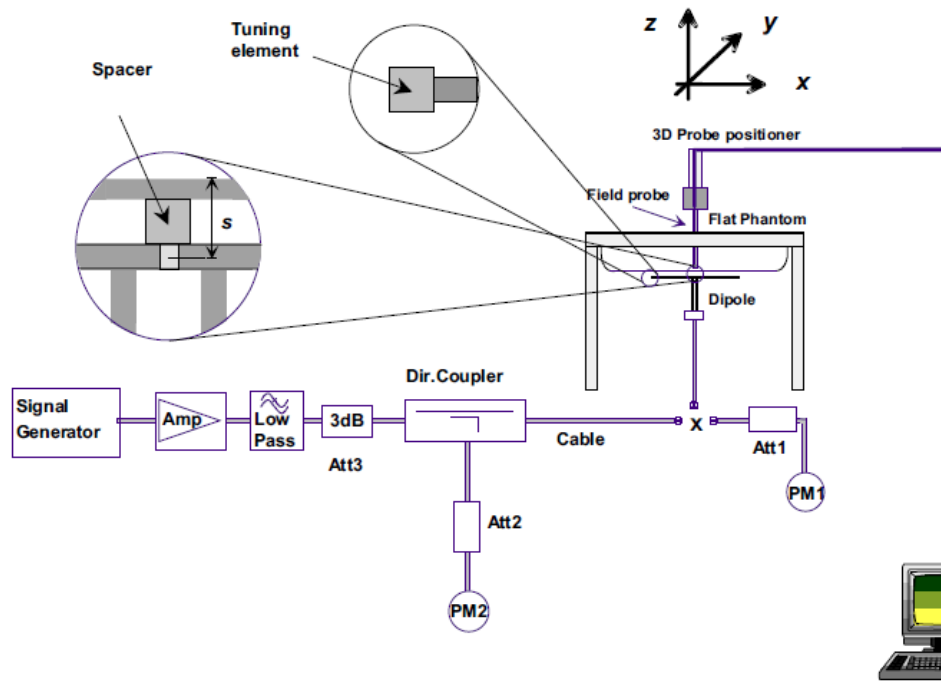 Tuning
element
Spacer
s
z
y
x
3D Probe positioner
Field probe
Flat Phantom
Dipole
Dir.Coupler
Signal
Generator
Amp
Low
Pass
3dB
Att3
Cable
x
Att1
PM1
Att2
PM2